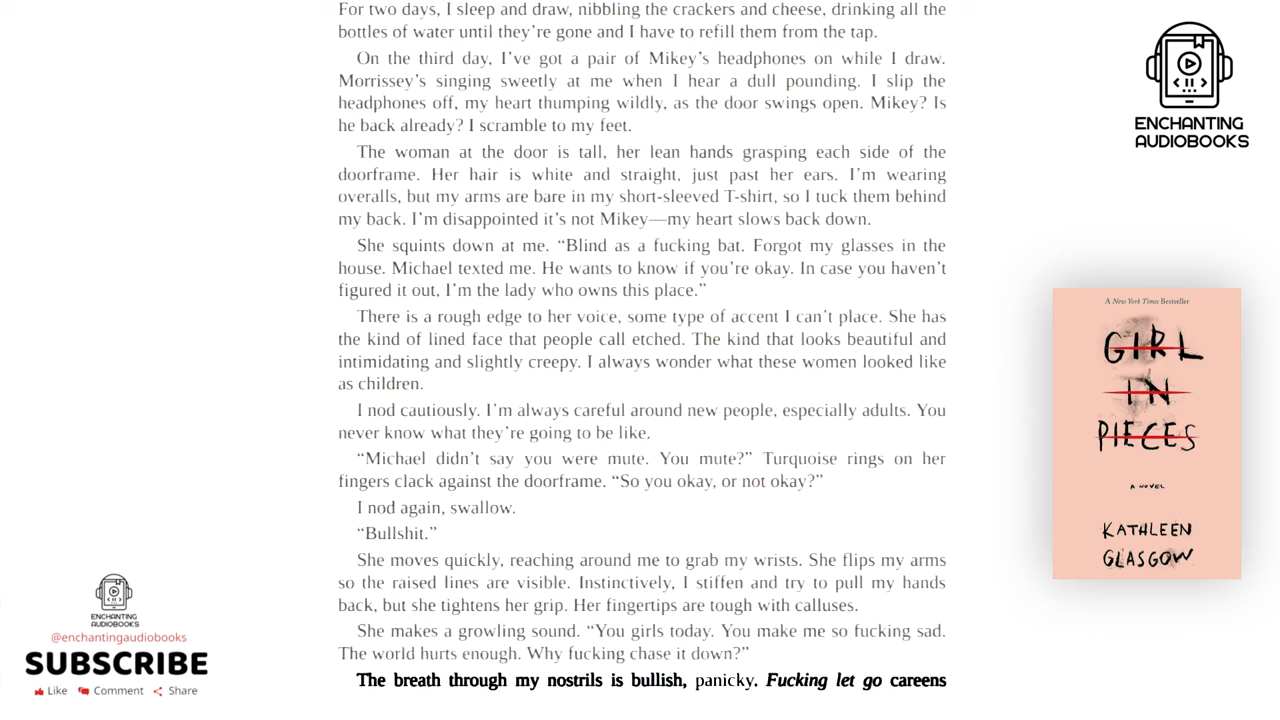 For two days, I sleep and draw, nibbling the crackers and cheese, drinking all the
bottles of water until they’re gone and I have to refill them from the tap.
On the third day, I’ve got a pair of Mikey’s headphones on while I draw.
Morrissey’s singing sweetly at me when I hear a dull pounding. I slip the
headphones off, my heart thumping wildly, as the door swings open. Mikey? Is
he back already? I scramble to my feet.
The woman at the door is tall, her lean hands grasping each side of the
doorframe. Her hair is white and straight, just past her ears. I’m wearing
overalls, but my arms are bare in my short-sleeved T-shirt, so I tuck them behind
my back. I’m disappointed it’s not Mikey—my heart slows back down.
She squints down at me. “Blind as a fucking bat. Forgot my glasses in the
house. Michael texted me. He wants to know if you’re okay. In case you haven’t
figured it out, I’m the lady who owns this place.”
There is a rough edge to her voice, some type of accent I can’t place. She has
the kind of lined face that people call etched. The kind that looks beautiful and
intimidating and slightly creepy. I always wonder what these women looked like
as children.
I nod cautiously. I’m always careful around new people, especially adults. You
never know what they’re going to be like.
“Michael didn’t say you were mute. You mute?” Turquoise rings on her
fingers clack against the doorframe. “So you okay, or not okay?”
I nod again, swallow.
“Bullshit.”
She moves quickly, reaching around me to grab my wrists. She flips my arms
so the raised lines are visible. Instinctively, I stiffen and try to pull my hands
back, but she tightens her grip. Her fingertips are tough with calluses.
She makes a growling sound. “You girls today. You make me so fucking sad.
The world hurts enough. Why fucking chase it down?”
The breath through my nostrils is bullish, panicky. Fucking let go careens
ENCHANTING
AUDIOBOOKS
A New York Times Bestseller
GIRL
IN
PIECES
A NOVEL
KATHLEEN
GLASGOW
ENCHANTING
AUDIOBOOKS
@enchantingaudiobooks
SUBSCRIBE
Like Comment Share